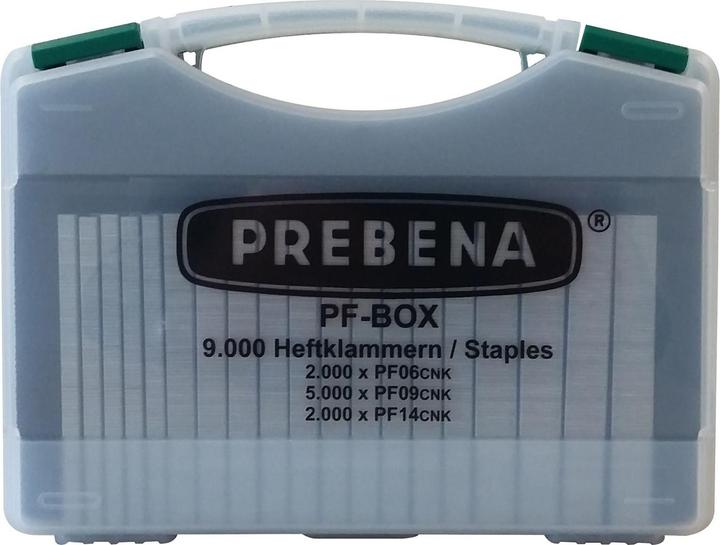 PREBENA®
PF-BOX
9.000 Heftklammern / Staples
2.000 x PF06CNK
5.000 x PF09CNK
2.000 x PF14CNK